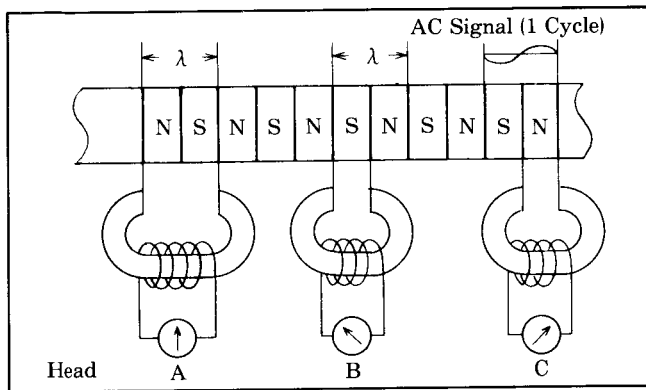 AC Signal (1 Cycle)
λ λ
N S N S N S N S N S N
Head A B C